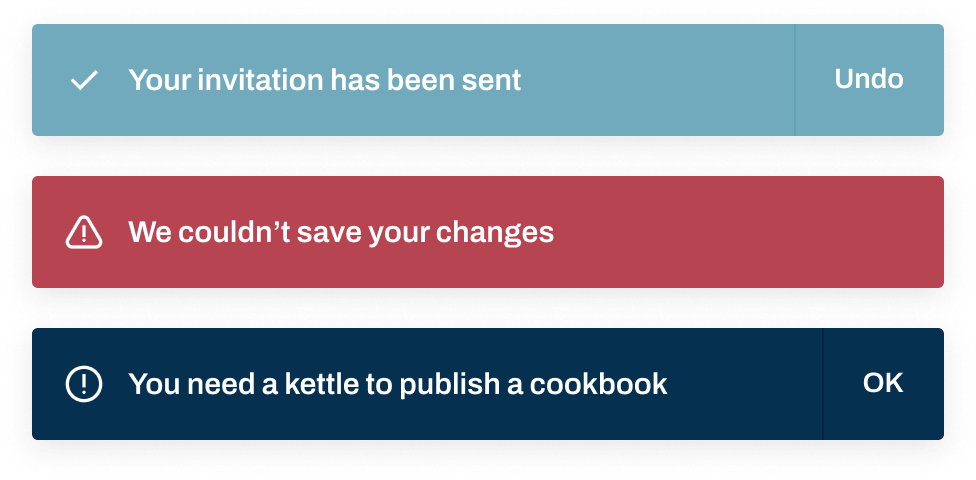 Your invitation has been sent
Undo
We couldn’t save your changes
You need a kettle to publish a cookbook
OK